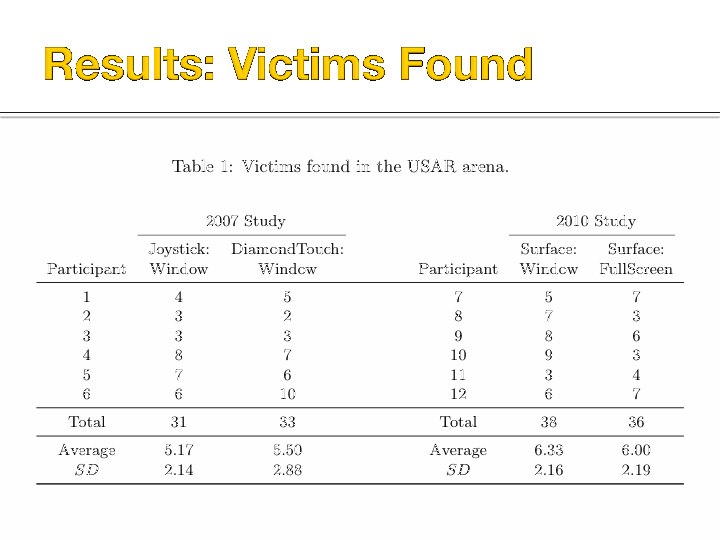 Results: Victims Found
Table 1: Victims found in the USAR arena.
2007 Study 2010 Study
Joystick: DiamondTouch: Surface: Surface:
Participant Window Window Participant Window FullScreen
1 4 5 7 5 7
2 3 2 8 7 3
3 3 3 9 8 6
4 8 7 10 9 3
5 7 6 11 3 4
6 6 10 12 6 7
Total 31 33 Total 38 36
Average 5.17 5.50 Average 6.33 6.00
SD 2.14 2.88 SD 2.16 2.19